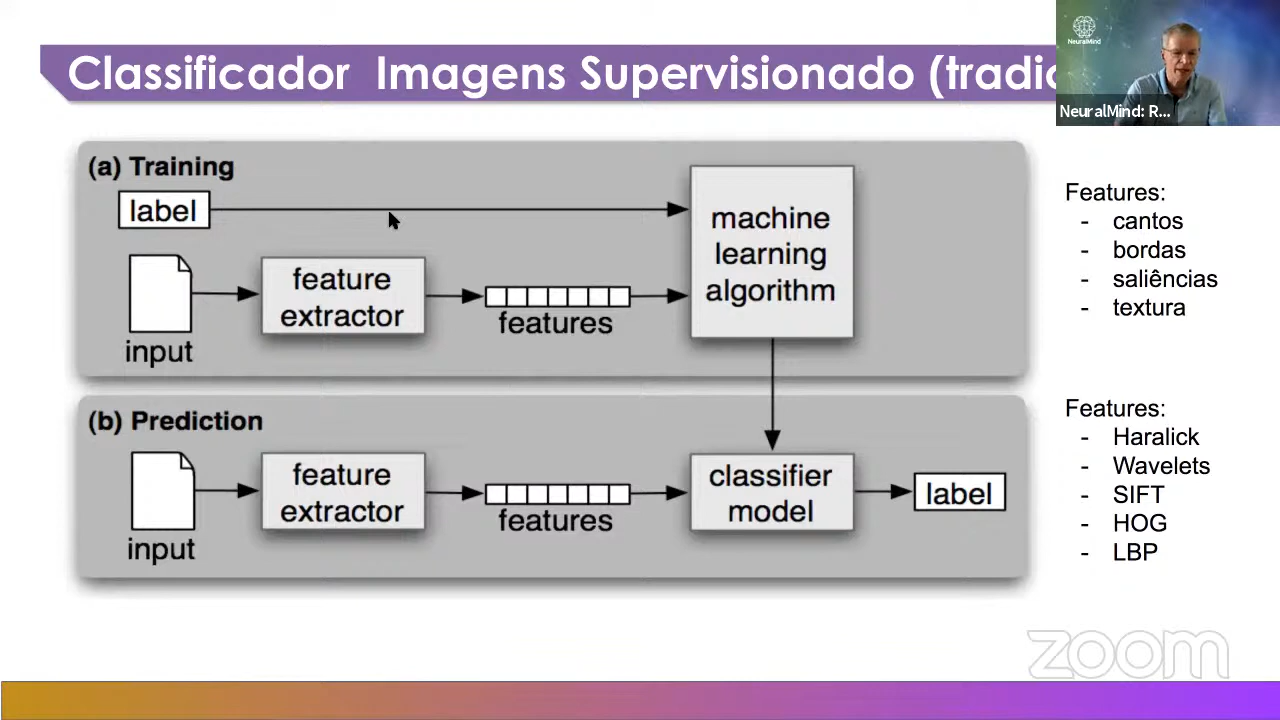 Classificador Imagens Supervisionado (tradic
NeuralMind
NeuralMind: R...
(a) Training
label
input
feature
extractor
features
machine
learning
algorithm
(b) Prediction
input
feature
extractor
features
classifier
model
label
Features:
- cantos
- bordas
- saliências
- textura
Features:
- Haralick
- Wavelets
- SIFT
- HOG
- LBP
zoom